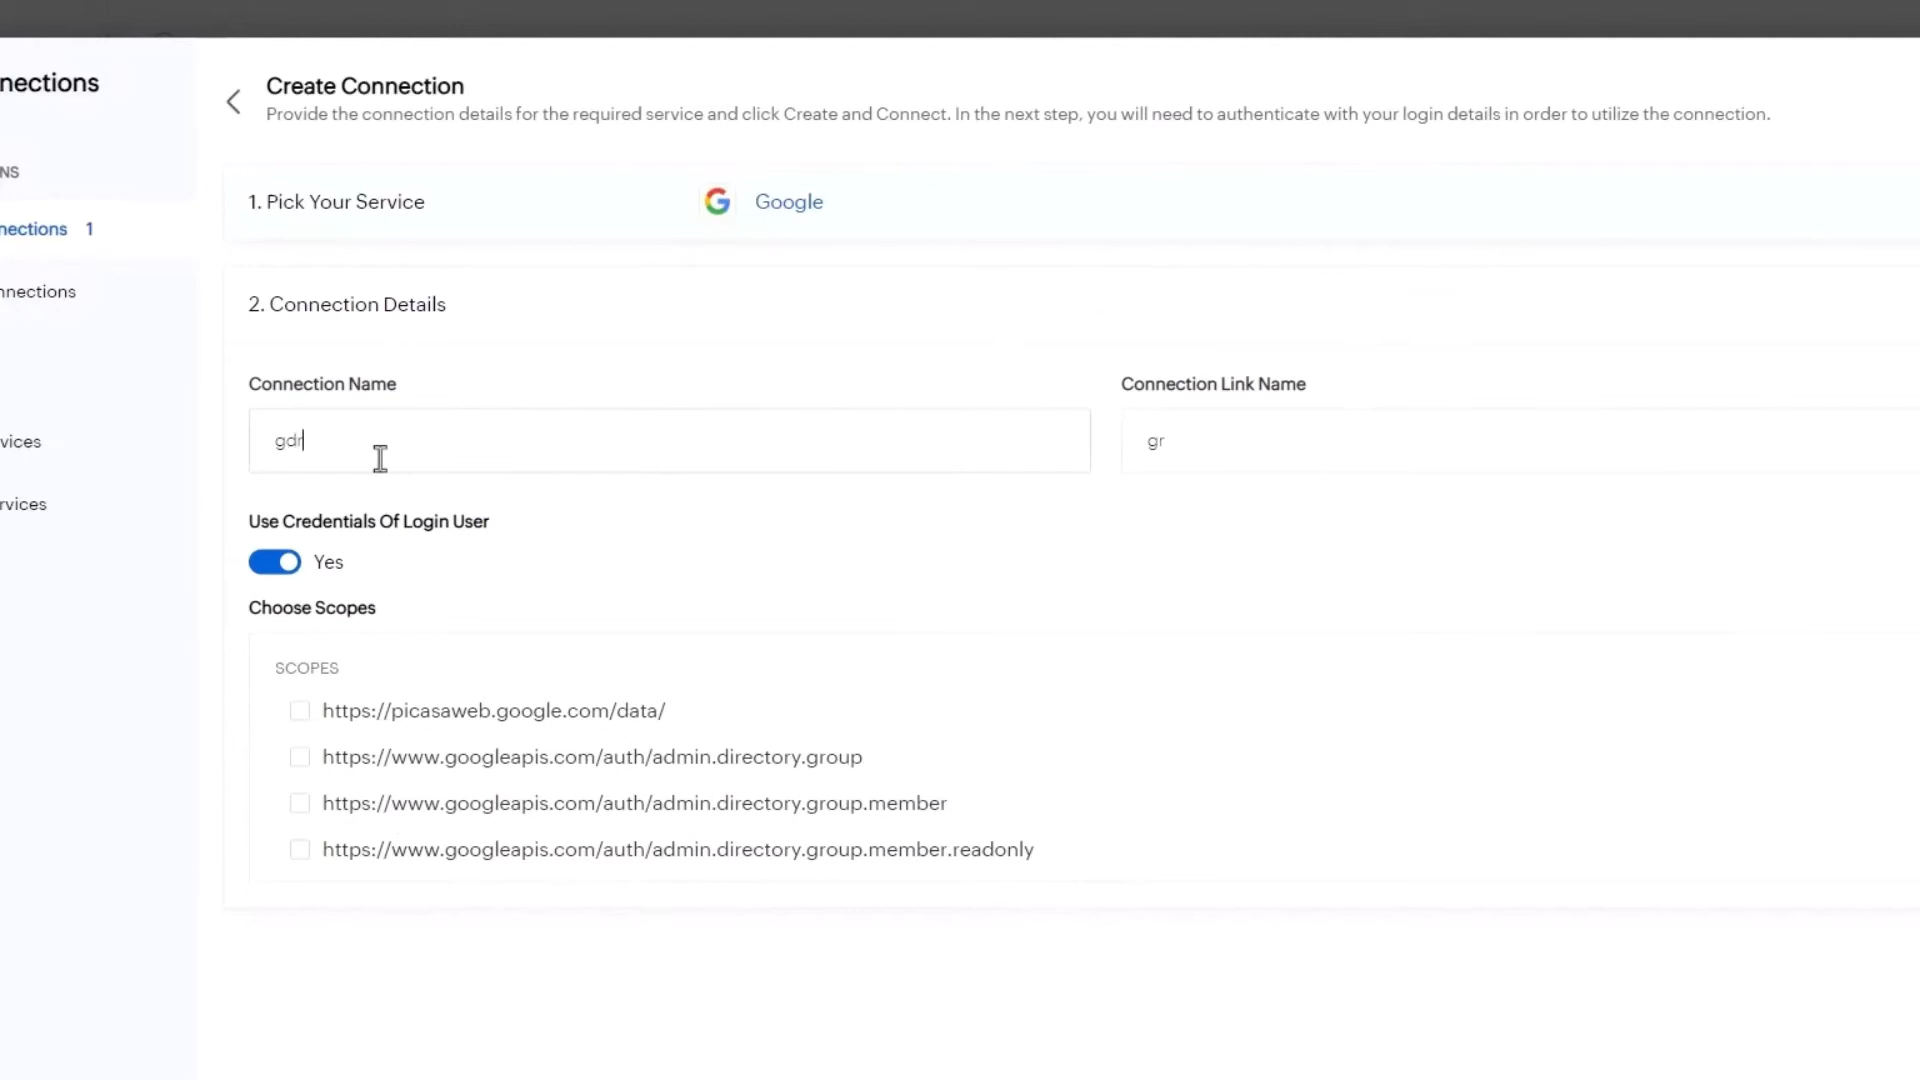 nections
Create Connection
Provide the connection details for the required service and click Create and Connect. In the next step, you will need to authenticate with your login details in order to utilize the connection.
NS
1. Pick Your Service
Google
nections 1
nnections
2. Connection Details
Connection Name
Connection Link Name
gdr
gr
vices
rvices
Use Credentials Of Login User
Yes
Choose Scopes
SCOPES
https://picasaweb.google.com/data/
https://www.googleapis.com/auth/admin.directory.group
https://www.googleapis.com/auth/admin.directory.group.member
https://www.googleapis.com/auth/admin.directory.group.member.readonly